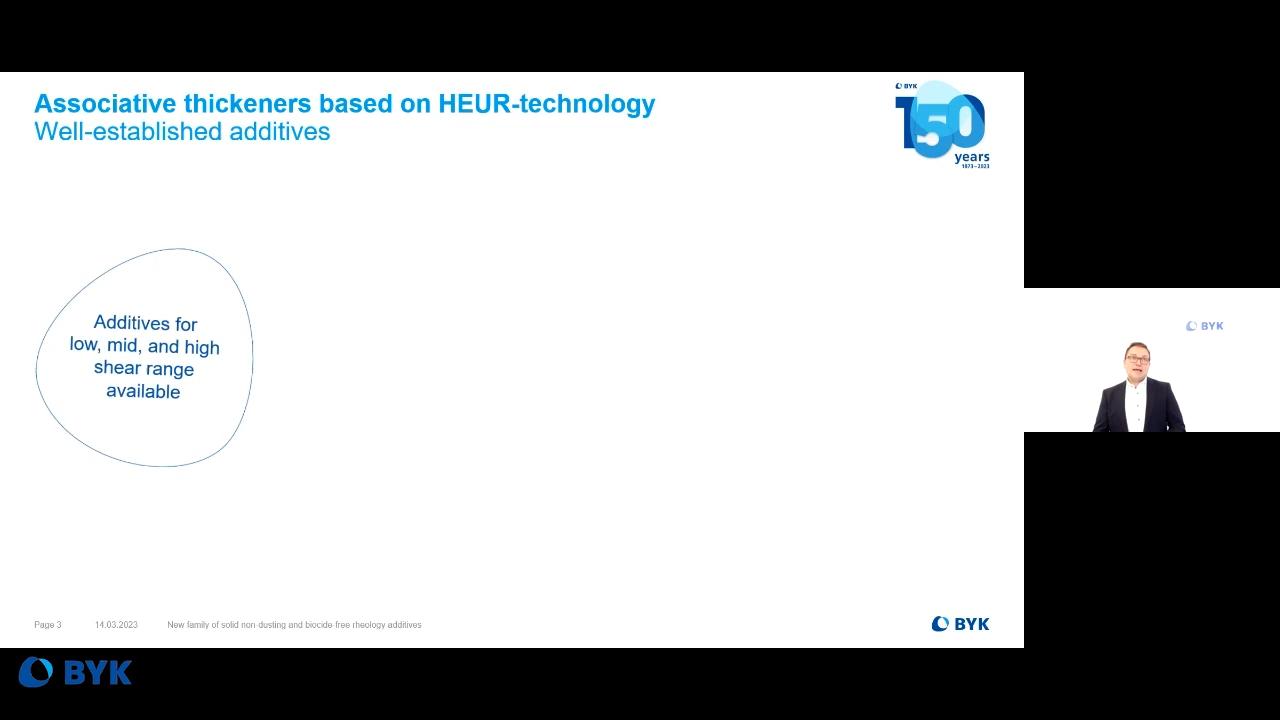 Associative thickeners based on HEUR-technology
Well-established additives
BYK
150
years
1873–2023
Additives for
low, mid, and high
shear range
available
BYK
Page 3 14.03.2023 New family of solid non-dusting and biocide-free rheology additives
BYK
BYK